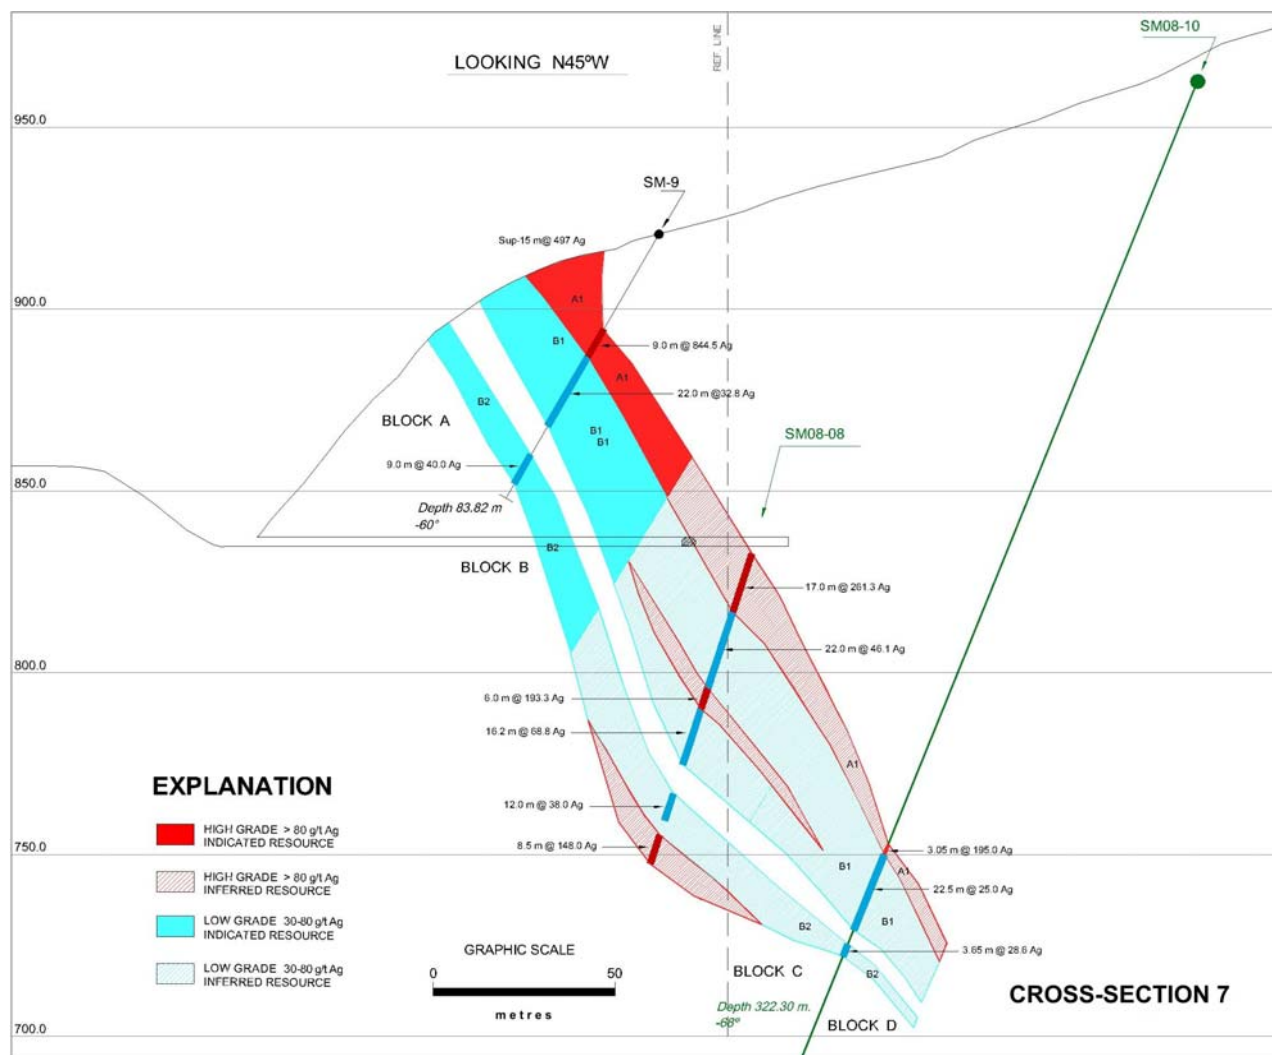 SM08-10
LOOKING N45ºW
REF. LINE
950.0
SM-9
Sup-15 m@ 497 Ag
900.0
A1
B1
9.0 m @ 844.5 Ag
A1
22.0 m @32.8 Ag
B2
BLOCK A
B1
B1
SM08-08
9.0 m @ 40.0 Ag
850.0
Depth 83.82 m
-60°
B2
BLOCK B
17.0 m @ 261.3 Ag
22.0 m @ 46.1 Ag
800.0
6.0 m @ 193.3 Ag
16.2 m @ 68.8 Ag
A1
EXPLANATION
12.0 m @ 38.0 Ag
HIGH GRADE > 80 g/t Ag
INDICATED RESOURCE
8.5 m @ 148.0 Ag
3.05 m @ 195.0 Ag
750.0
B1
A1
HIGH GRADE > 80 g/t Ag
INFERRED RESOURCE
22.5 m @ 25.0 Ag
LOW GRADE 30-80 g/t Ag
INDICATED RESOURCE
B2
B1
GRAPHIC SCALE
3.65 m @ 28.6 Ag
LOW GRADE 30-80 g/t Ag
INFERRED RESOURCE
0
50
BLOCK C
B2
CROSS-SECTION 7
metres
Depth 322.30 m.
-68º
BLOCK D
700.0